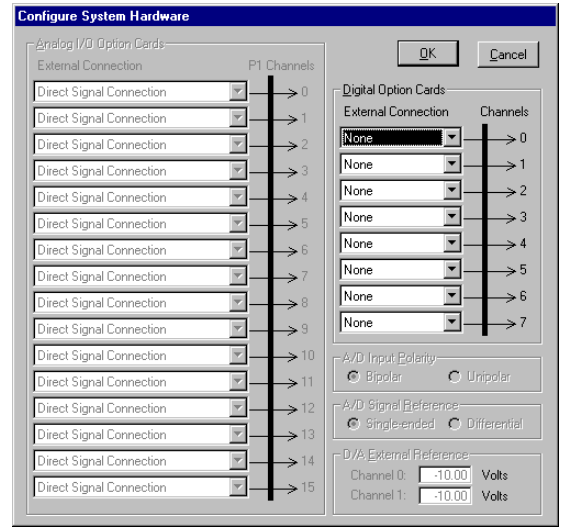 Configure System Hardware
Analog I/O Option Cards
External Connection P1 Channels
Direct Signal Connection 0
Direct Signal Connection 1
Direct Signal Connection 2
Direct Signal Connection 3
Direct Signal Connection 4
Direct Signal Connection 5
Direct Signal Connection 6
Direct Signal Connection 7
Direct Signal Connection 8
Direct Signal Connection 9
Direct Signal Connection 10
Direct Signal Connection 11
Direct Signal Connection 12
Direct Signal Connection 13
Direct Signal Connection 14
Direct Signal Connection 15
OK Cancel
Digital Option Cards
External Connection Channels
None 0
None 1
None 2
None 3
None 4
None 5
None 6
None 7
A/D Input Polarity
Bipolar Unipolar
A/D Signal Reference
Single-ended Differential
D/A External Reference
Channel 0: -10.00 Volts
Channel 1: -10.00 Volts